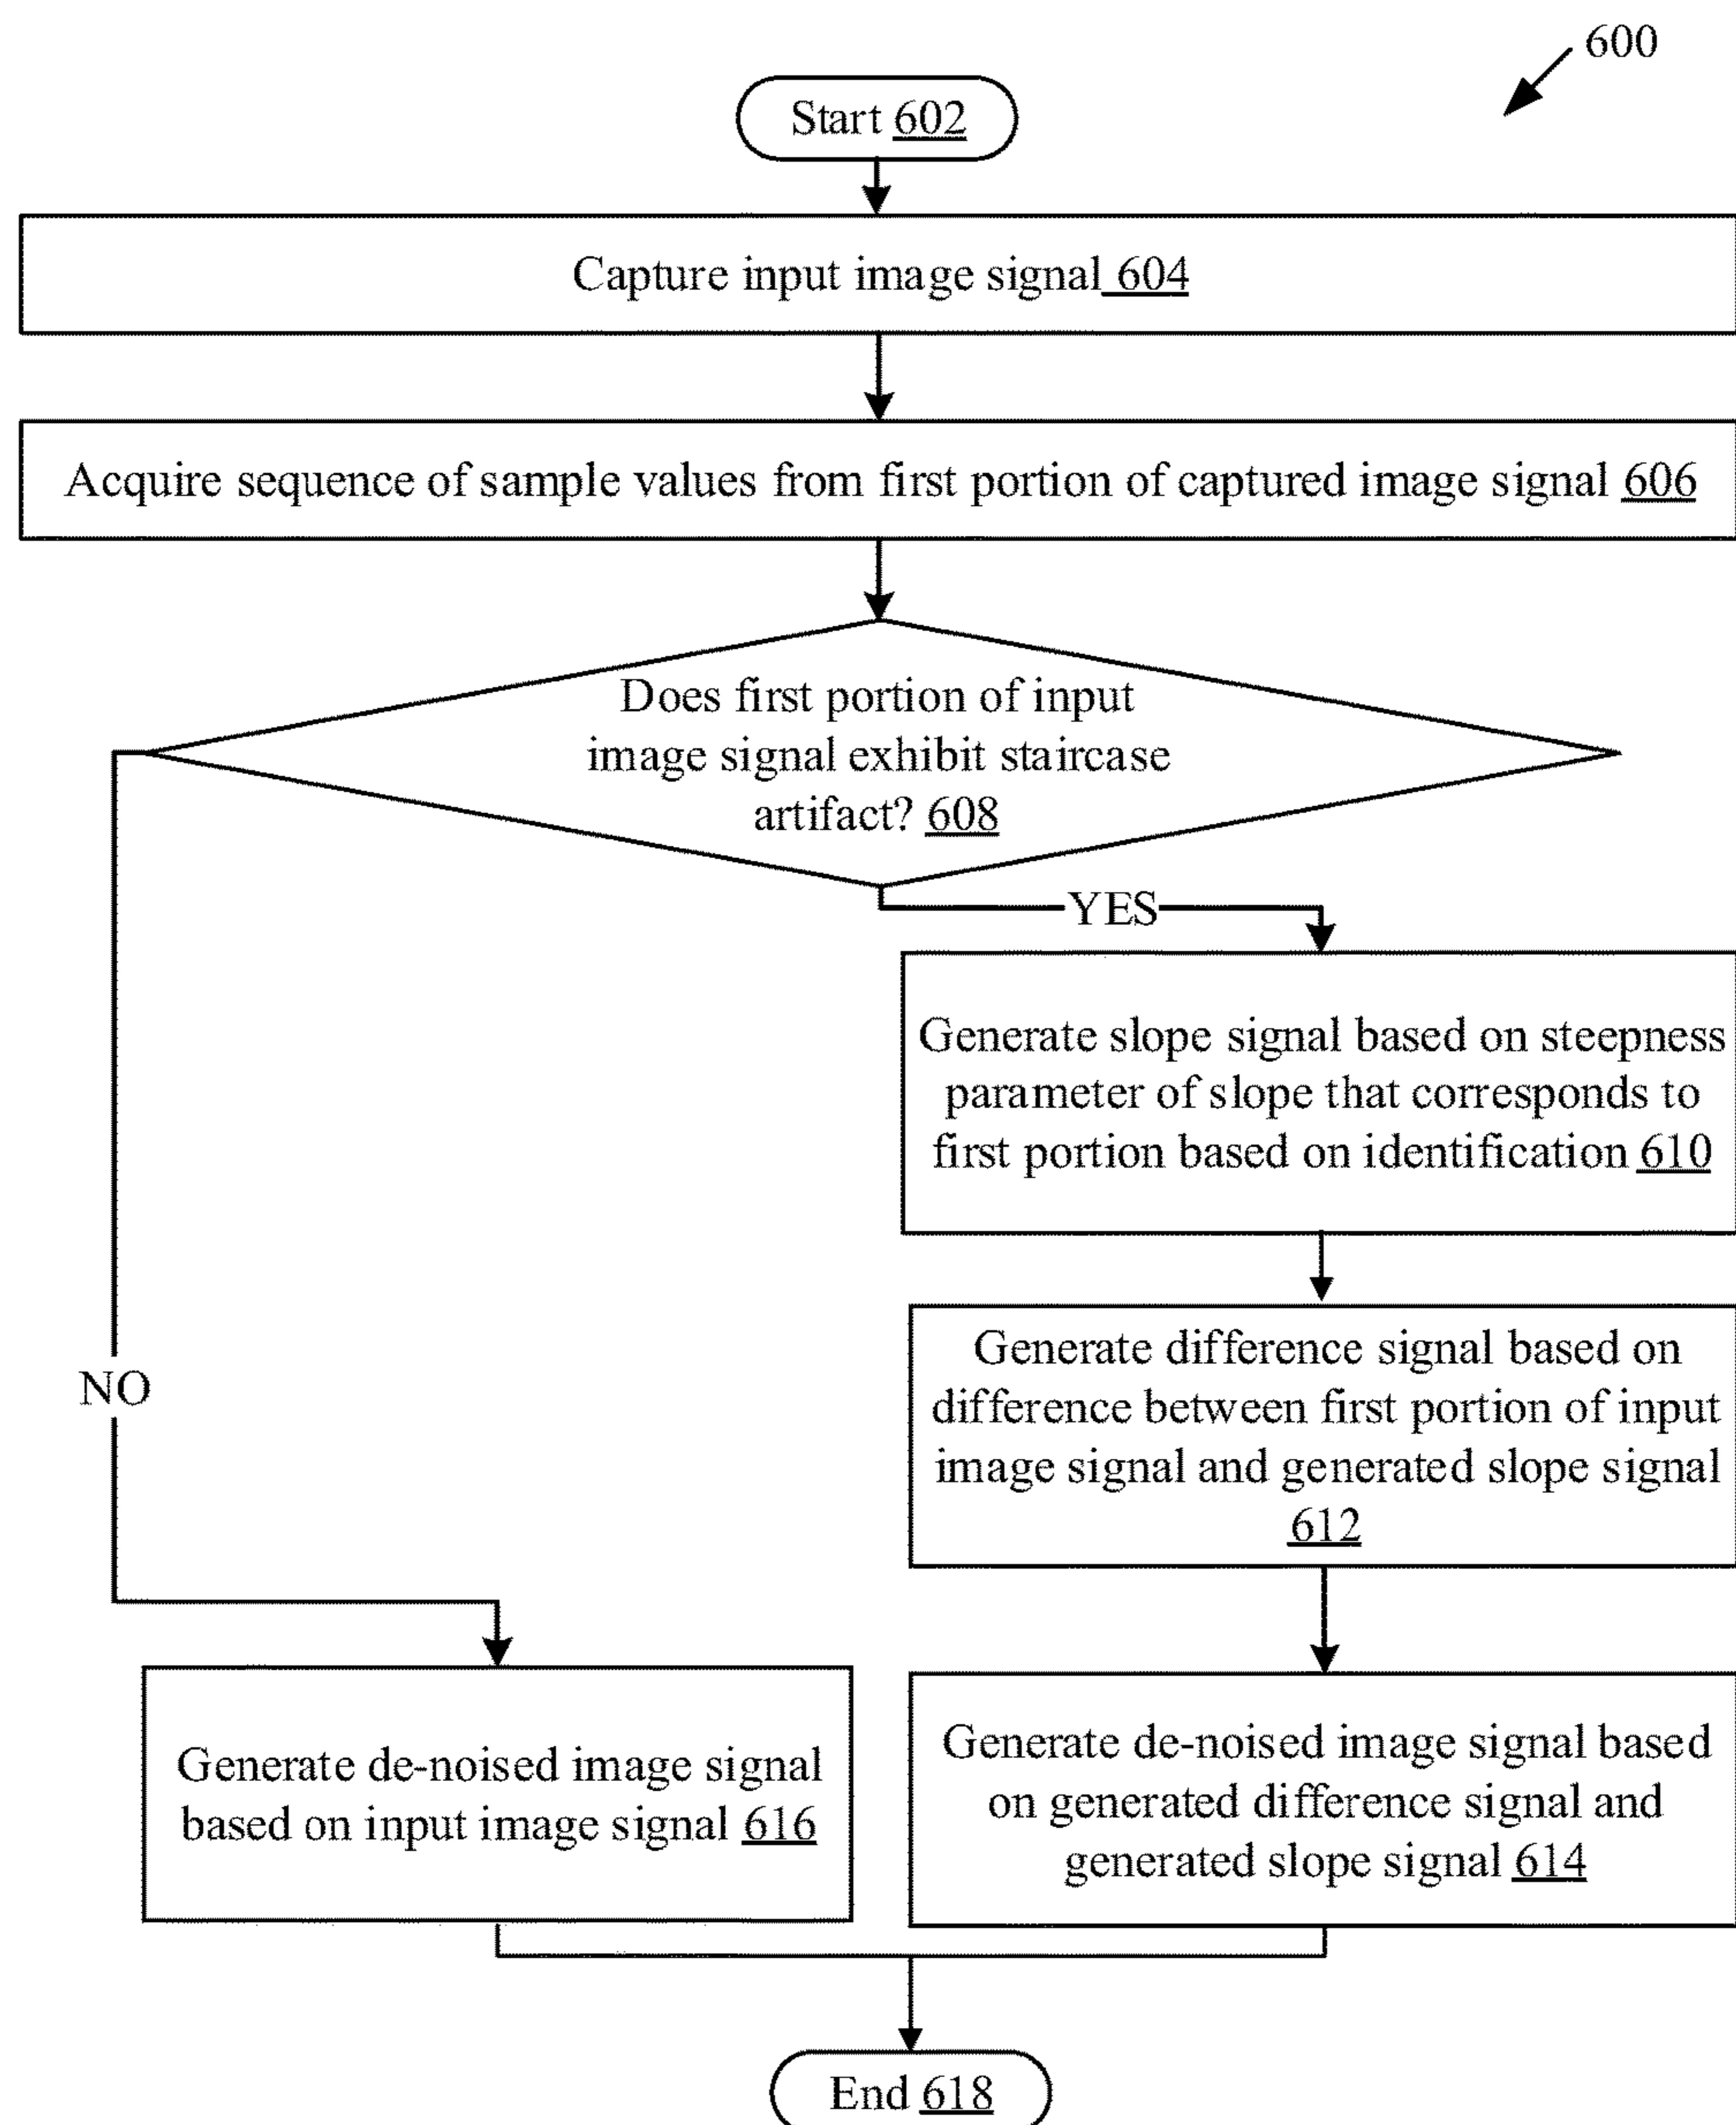 600
Start 602
Capture input image signal 604
Acquire sequence of sample values from first portion of captured image signal 606
Does first portion of input
image signal exhibit staircase
artifact? 608
YES
Generate slope signal based on steepness
parameter of slope that corresponds to
first portion based on identification 610
Generate difference signal based on
difference between first portion of input
image signal and generated slope signal
612
NO
Generate de-noised image signal
based on input image signal 616
Generate de-noised image signal based
on generated difference signal and
generated slope signal 614
End 618